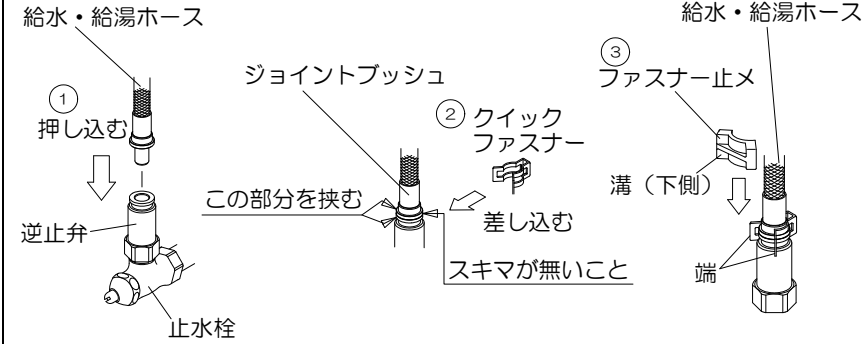 給水・給湯ホース
①
押し込む
逆止弁
止水栓
ジョイントブッシュ
② クイック
ファスナー
この部分を挟む
差し込む
スキマが無いこと
給水・給湯ホース
③
ファスナー止メ
溝（下側）
端